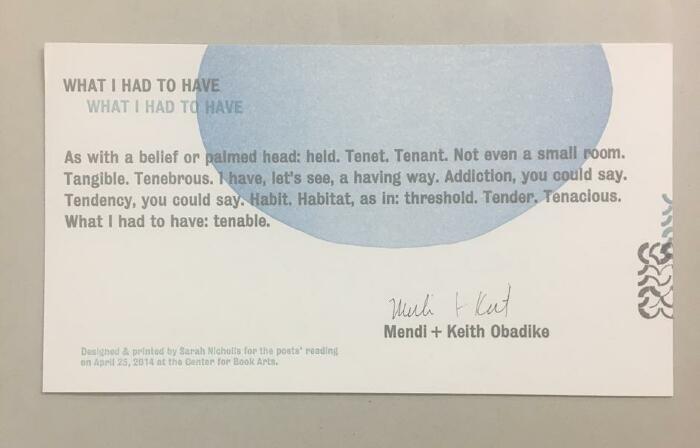 WHAT I HAD TO HAVE
WHAT I HAD TO HAVE
As with a belief or palmed head: held. Tenet. Tenant. Not even a small room.
Tangible. Tenebrous. I have, let's see, a having way. Addiction, you could say.
Tendency, you could say. Habit. Habitat, as in: threshold. Tender. Tenacious.
What I had to have: tenable.
Mendi + Keith
Mendi + Keith Obadike
Designed & printed by Sarah Nicholls for the poets' reading
on April 25, 2014 at the Center for Book Arts.